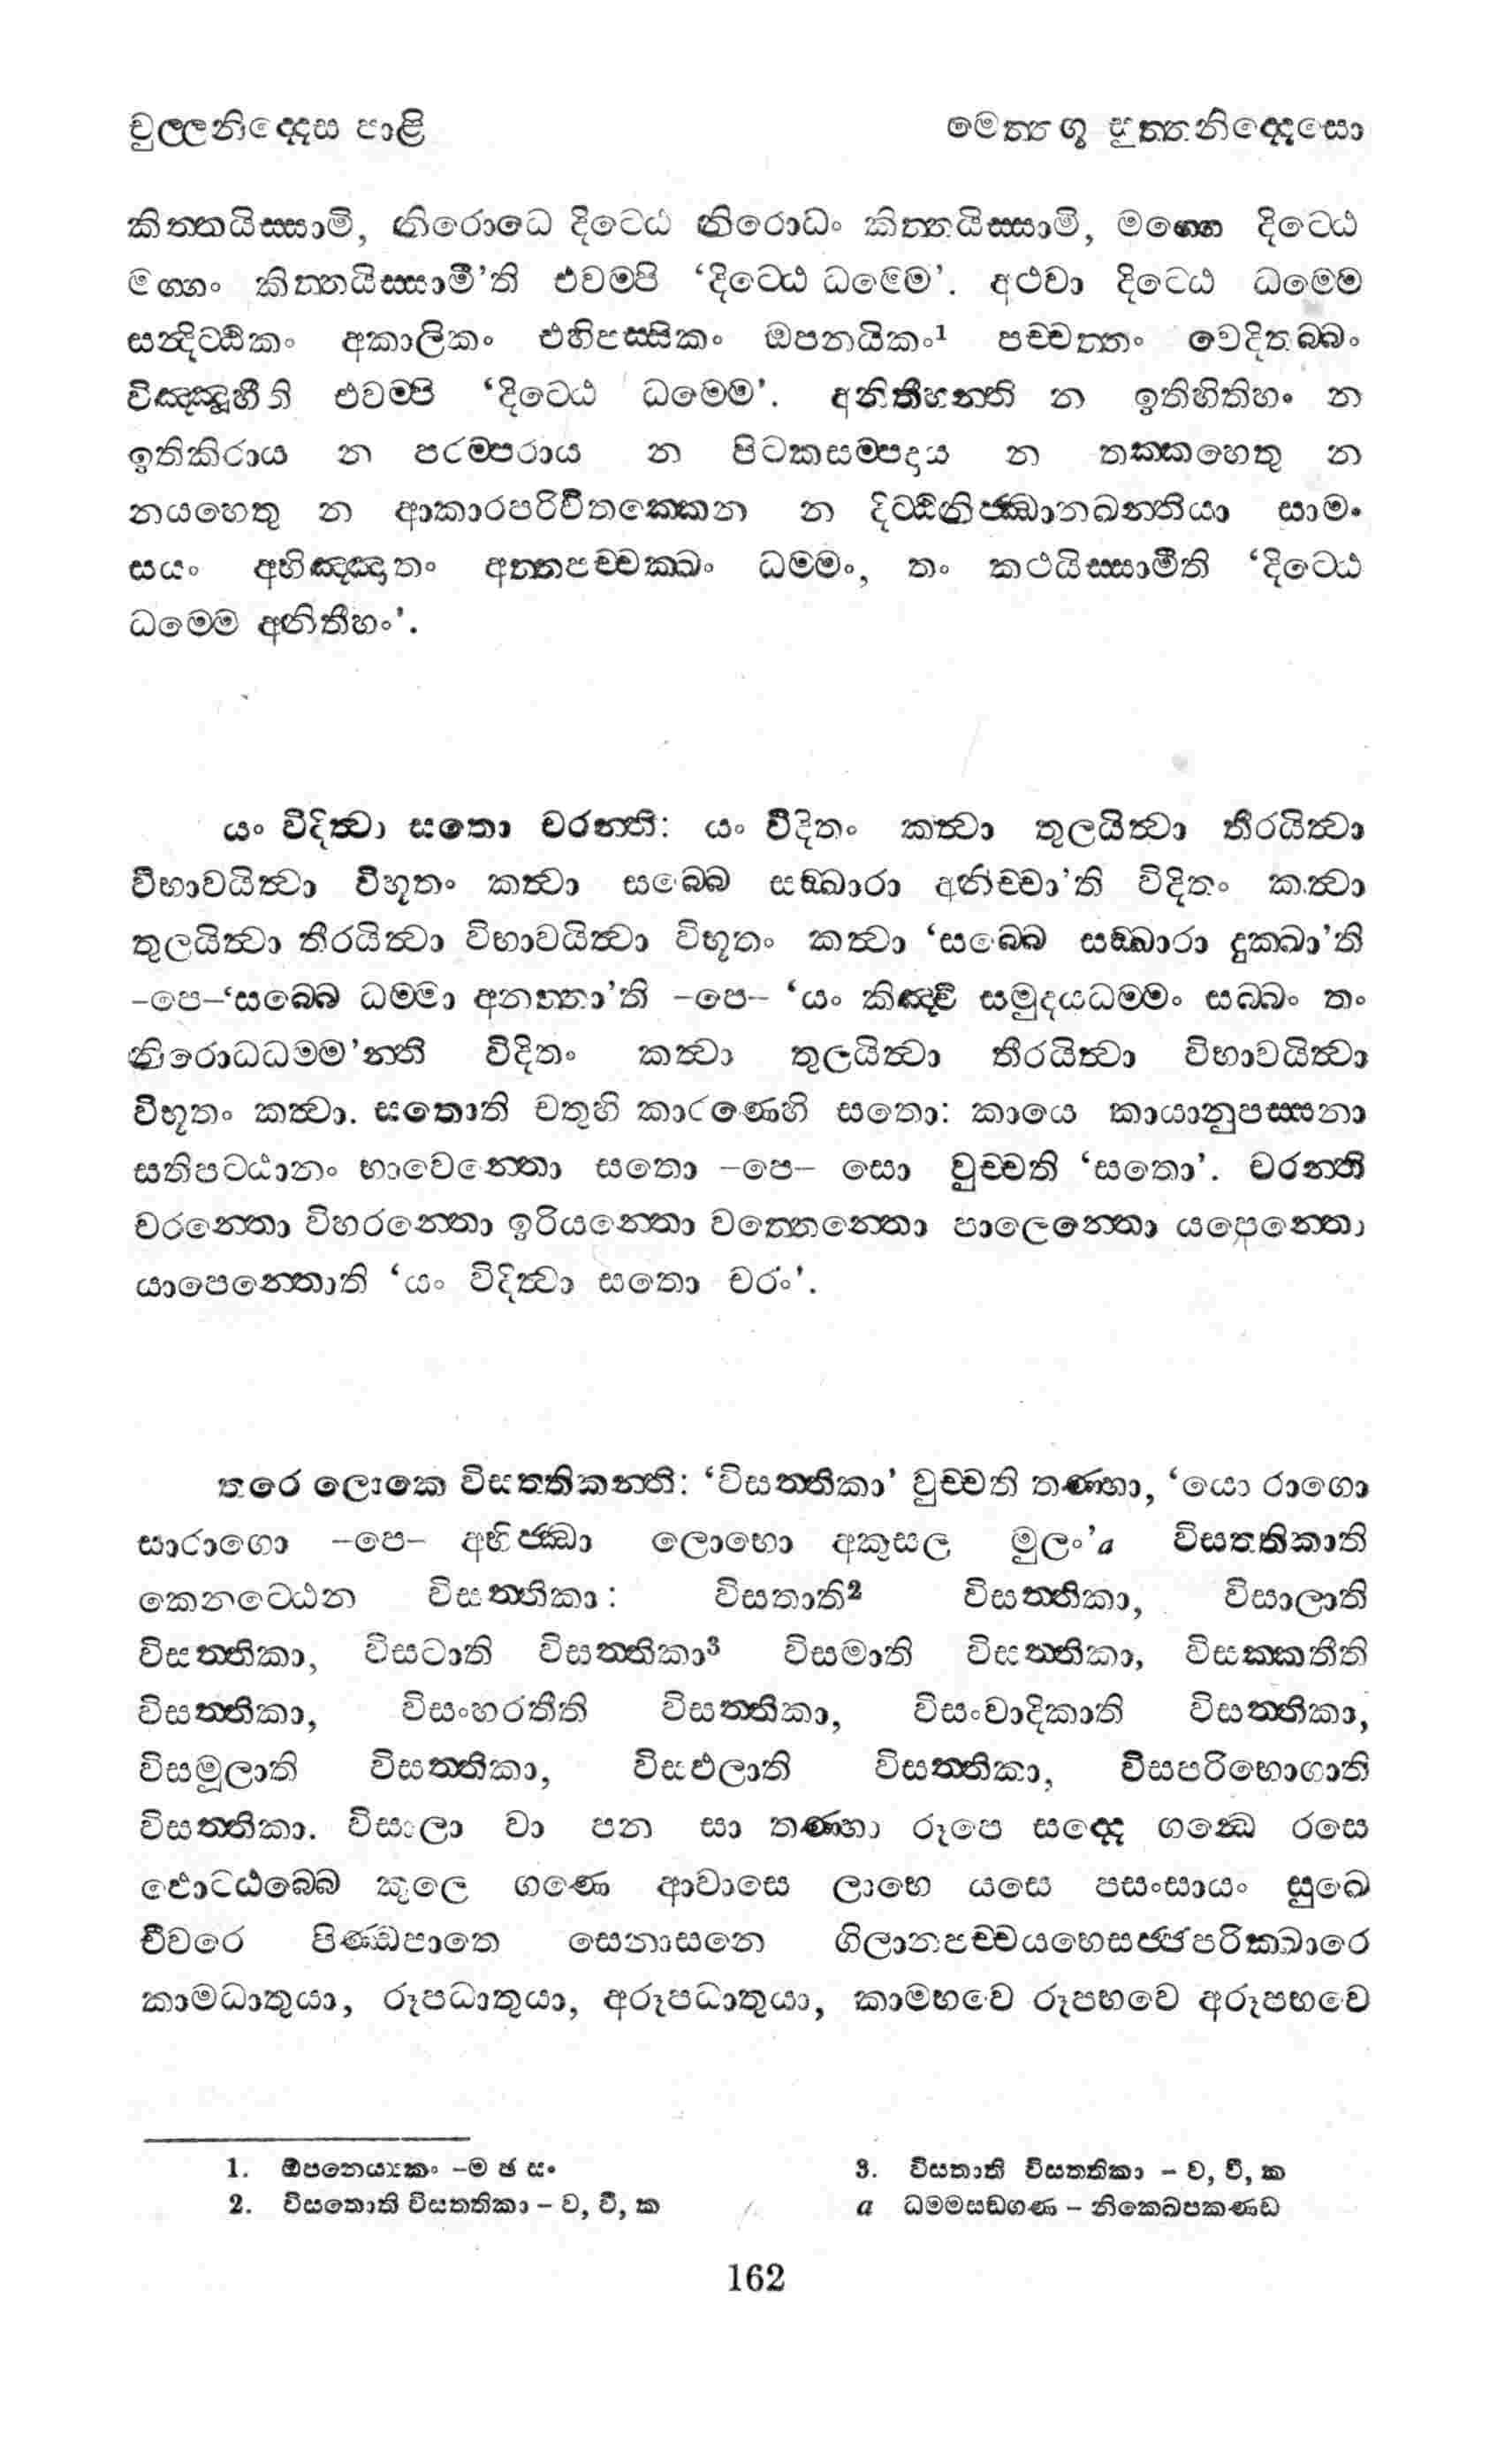 චුල්ලනිද්දෙස පාළි
මෙත්තගූ සුත්තනිද්දෙසො
කිත්තයිස්සාමි, නිරොධෙ දිට්ඨෙ නිරොධං කිත්තයිස්සාමි, මග්ගෙ දිට්ඨෙ
මග්ගං කිත්තයිස්සාමී’ති එවම්පි ‘දිට්ඨෙ ධම්මෙ’. අථවා දිට්ඨෙ ධම්මෙ
සන්දිට්ඨිකං අකාලිකං එහිපස්සිකං ඔපනයිකං¹ පච්චත්තං වෙදිතබ්බං
විඤ්ඤූහීති එවම්පි ‘දිට්ඨෙ ධම්මෙ’. අනිතීහන්ති න ඉතිහිතිහං න
ඉතිකිරාය න පරම්පරාය න පිටකසම්පදාය න තක්කහෙතු න
නයහෙතු න ආකාරපරිවිතක්කෙන න දිට්ඨිනිජ්ඣානඛන්තියා සාමං
සයං අභිඤ්ඤාතං අත්තපච්චක්ඛං ධම්මං, තං කථයිස්සාමීති ‘දිට්ඨෙ
ධම්මෙ අනිතීහං’.
යං විදිත්වා සතො චරන්ති: යං විදිතං කත්වා තුලයිත්වා තීරයිත්වා
විභාවයිත්වා විභූතං කත්වා සබ්බෙ සඞ්ඛාරා අනිච්චා’ති විදිතං කත්වා
තුලයිත්වා තීරයිත්වා විභාවයිත්වා විභූතං කත්වා ‘සබ්බෙ සඞ්ඛාරා දුක්ඛා’ති
–පෙ–‘සබ්බෙ ධම්මා අනත්තා’ති –පෙ– ‘යං කිඤ්චි සමුදයධම්මං සබ්බං තං
නිරොධධම්ම’න්ති විදිතං කත්වා තුලයිත්වා තීරයිත්වා විභාවයිත්වා
විභූතං කත්වා. සතොති චතුහි කාරණෙහි සතො: කායෙ කායානුපස්සනා
සතිපට්ඨානං භාවෙන්තො සතො –පෙ– සො වුච්චති ‘සතො’. චරන්ති
චරන්තො විහරන්තො ඉරියන්තො වත්තෙන්තො පාලෙන්තො යපෙන්තො
යාපෙන්තොති ‘යං විදිත්වා සතො චරං’.
තරෙ ලොකෙ විසත්තිකන්ති: ‘විසත්තිකා’ වුච්චති තණ්හා, ‘යො රාගො
සාරාගො –පෙ– අභිජ්ඣා ලොභො අකුසල මූලං’a විසත්තිකාති
කෙනට්ඨෙන විසත්තිකා: විසතාති² විසත්තිකා, විසාලාති
විසත්තිකා, විසටාති විසත්තිකා³ විසමාති විසත්තිකා, විසක්කතීති
විසත්තිකා, විසංහරතීති විසත්තිකා, විසංවාදිකාති විසත්තිකා,
විසමූලාති විසත්තිකා, විසඵලාති විසත්තිකා, විසපරිභොගාති
විසත්තිකා. විසාලා වා පන සා තණ්හා රූපෙ සද්දෙ ගන්ධෙ රසෙ
ඵොට්ඨබ්බෙ කුලෙ ගණෙ ආවාසෙ ලාභෙ යසෙ පසංසායං සුඛෙ
චීවරෙ පිණ්ඩපාතෙ සෙනාසනෙ ගිලානපච්චයභෙසජ්ජපරික්ඛාරෙ
කාමධාතුයා, රූපධාතුයා, අරූපධාතුයා, කාමභවෙ රූපභවෙ අරූපභවෙ
1. ඔපනෙය්‍යකං –ම ඡ සං
2. විසතොති විසත්තිකා – ව, වි, ක
3. විසතාති විසත්තිකා – ව, වි, ක
a ධම්මසඞ්ගණ – නික්ඛෙපකණ්ඩ
162